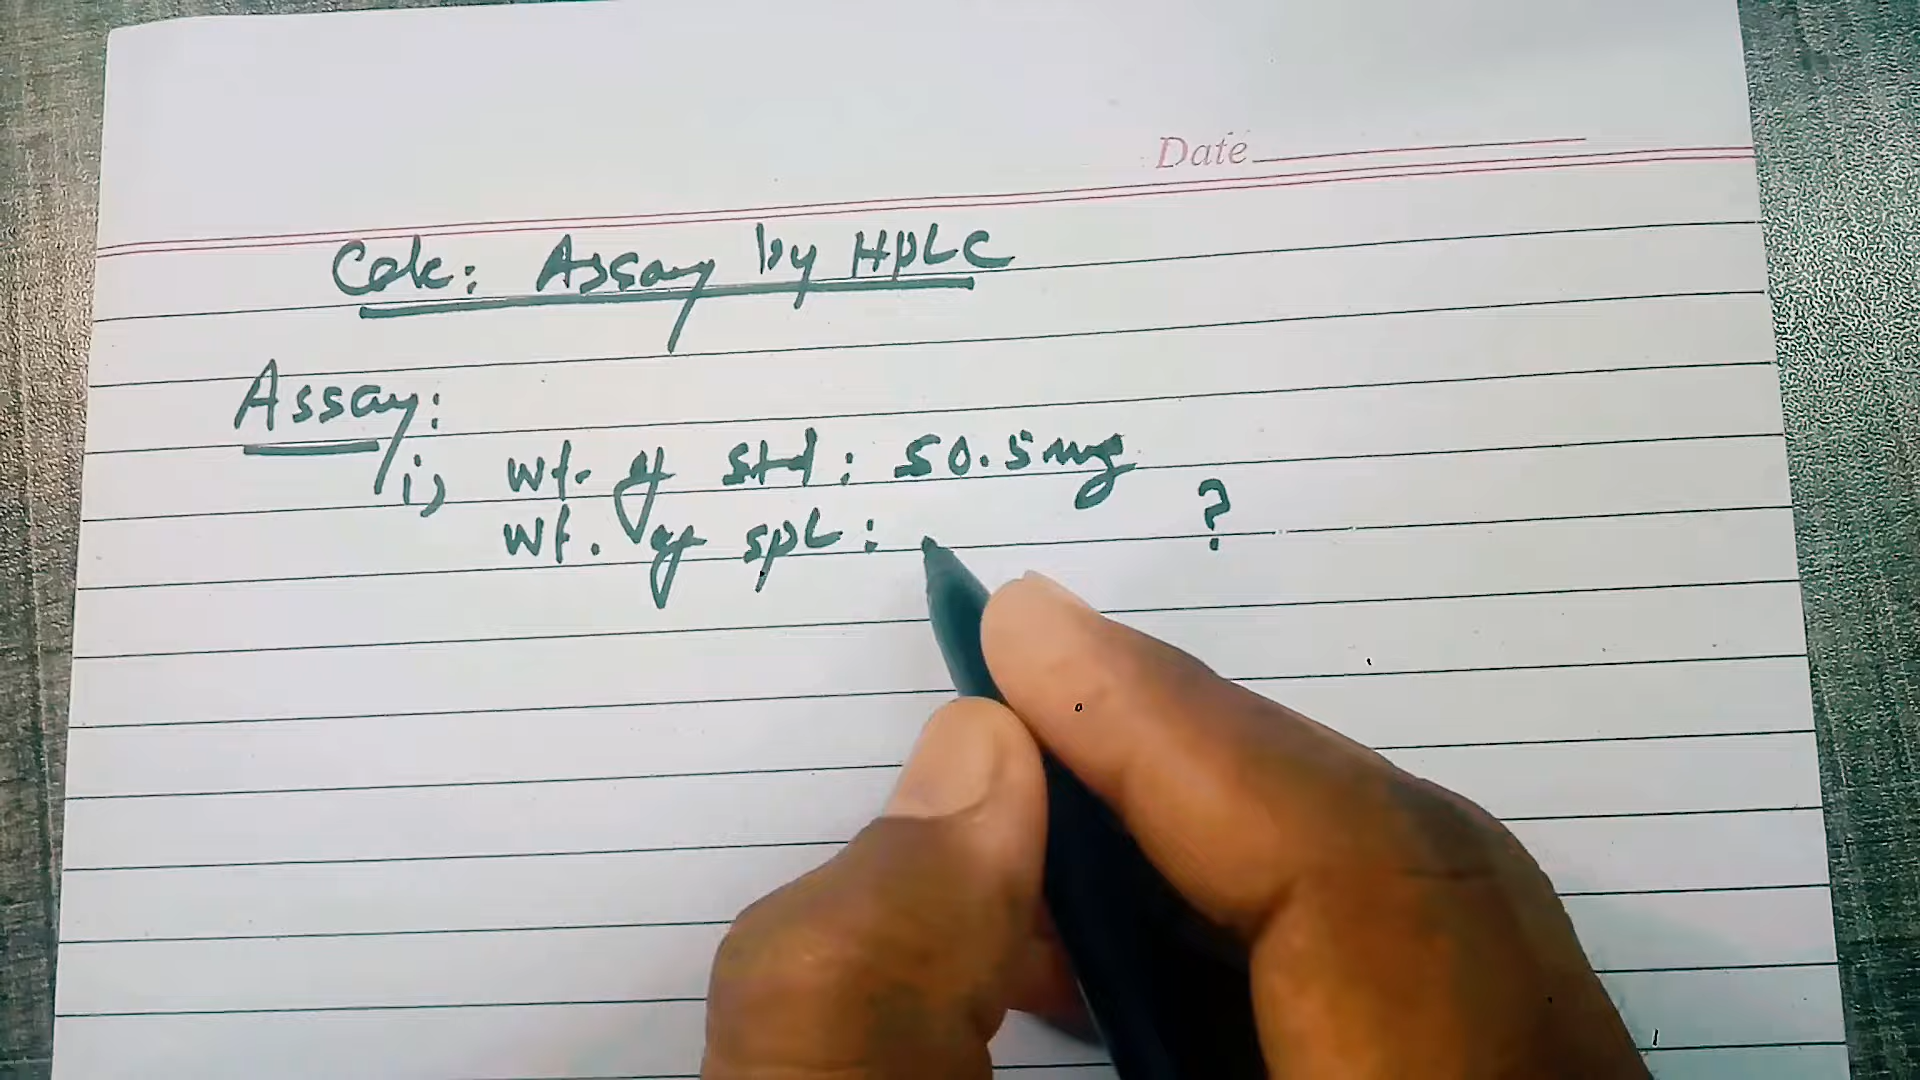 Date
Calc: Assay by HPLC
Assay:
i) Wt. of Std: 50.5mg
?
Wt. of spL: